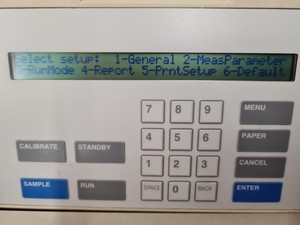 Select setup: 1-General 2-MeasParameter
3-RunMode 4-Report 5-PrntSetup 6-Default
7 8 9 MENU
4 5 6 PAPER
CALIBRATE STANDBY 1 2 3 CANCEL
SAMPLE RUN SPACE 0 BACK ENTER